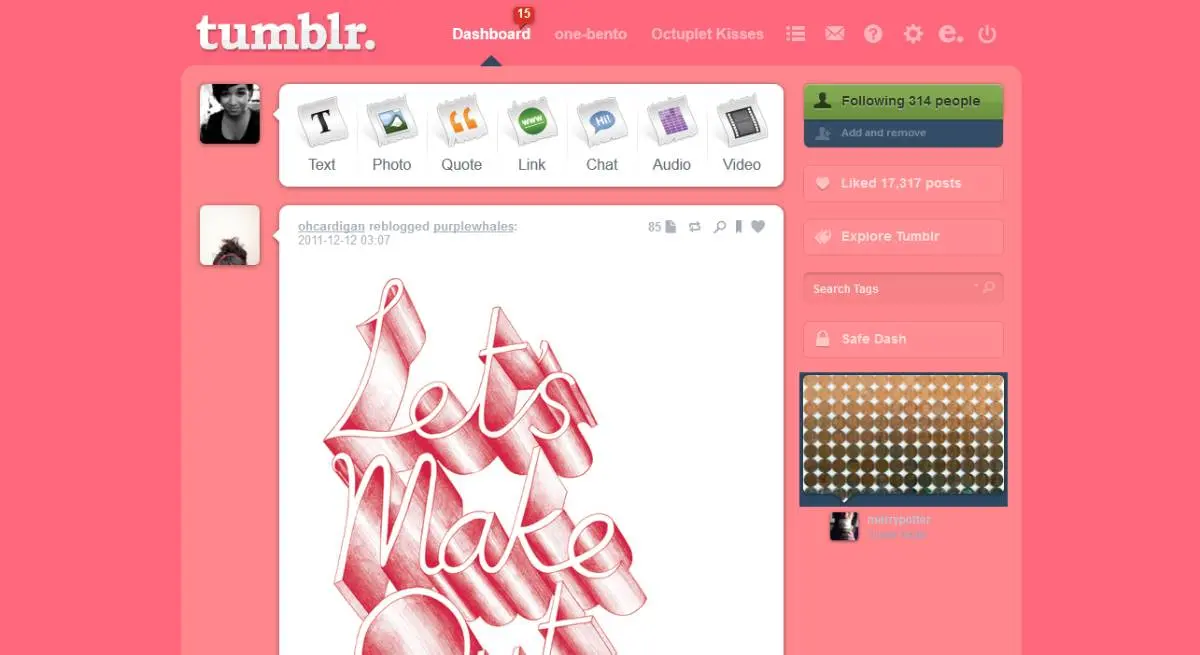 tumblr.
15
Dashboard one-bento Octuplet Kisses
Text Photo Quote Link Chat Audio Video
T
www
Hi!
Following 314 people
Add and remove
Liked 17,317 posts
Explore Tumblr
Search Tags
Safe Dash
merrypotter
ohcardigan reblogged purplewhales:
85
2011-12-12 03:07
Let's
Make
Out